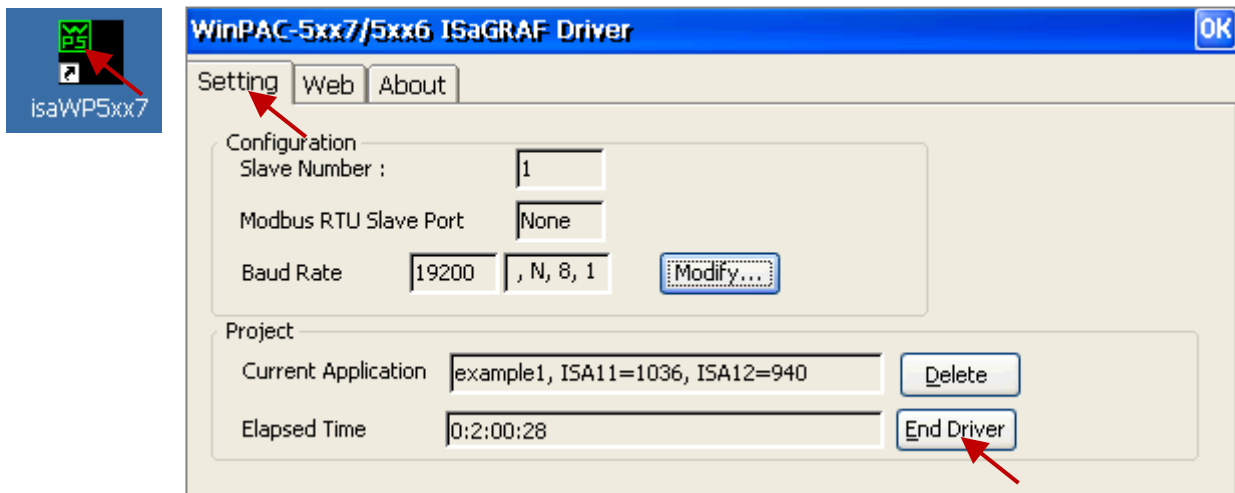 WPS
isaWP5xx7
WinPAC-5xx7/5xx6 ISaGRAF Driver OK
Setting Web About
Configuration
Slave Number : 1
Modbus RTU Slave Port None
Baud Rate 19200 , N, 8, 1 Modify...
Project
Current Application example1, ISA11=1036, ISA12=940 Delete
Elapsed Time 0:2:00:28 End Driver